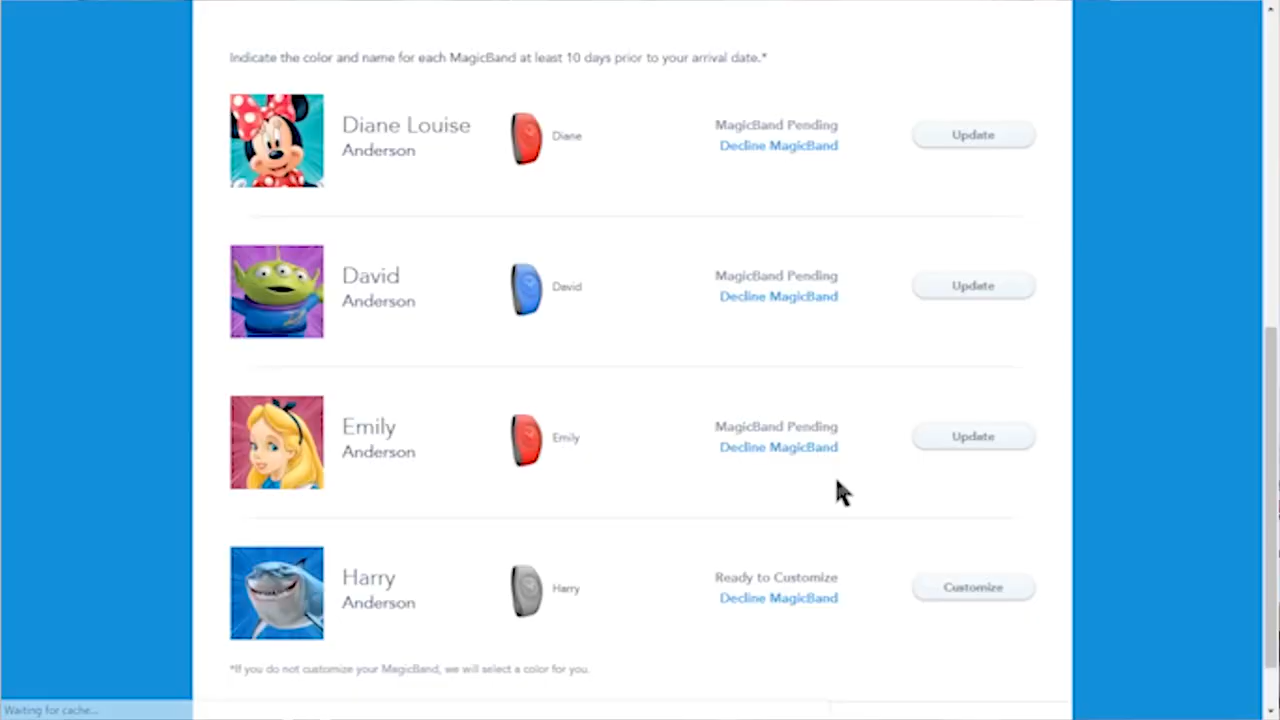 Indicate the color and name for each MagicBand at least 10 days prior to your arrival date.*
Diane Louise
Anderson
Diane
MagicBand Pending
Decline MagicBand
Update
David
Anderson
David
MagicBand Pending
Decline MagicBand
Update
Emily
Anderson
Emily
MagicBand Pending
Decline MagicBand
Update
Harry
Anderson
Harry
Ready to Customize
Decline MagicBand
Customize
*If you do not customize your MagicBand, we will select a color for you.
Waiting for cache...